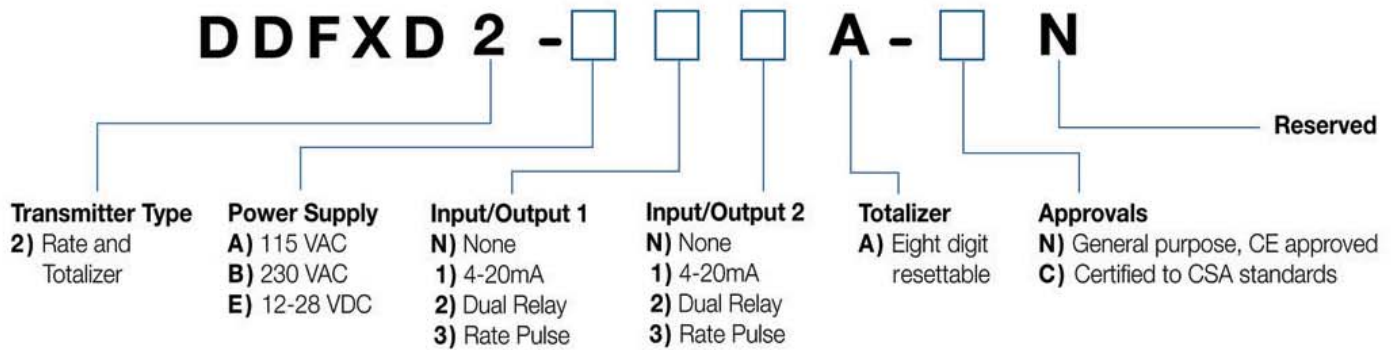 DDFXD2- A- N
Reserved
Transmitter Type
2) Rate and
Totalizer
Power Supply
A) 115 VAC
B) 230 VAC
E) 12-28 VDC
Input/Output 1
N) None
1) 4-20mA
2) Dual Relay
3) Rate Pulse
Input/Output 2
N) None
1) 4-20mA
2) Dual Relay
3) Rate Pulse
Totalizer
A) Eight digit
resettable
Approvals
N) General purpose, CE approved
C) Certified to CSA standards